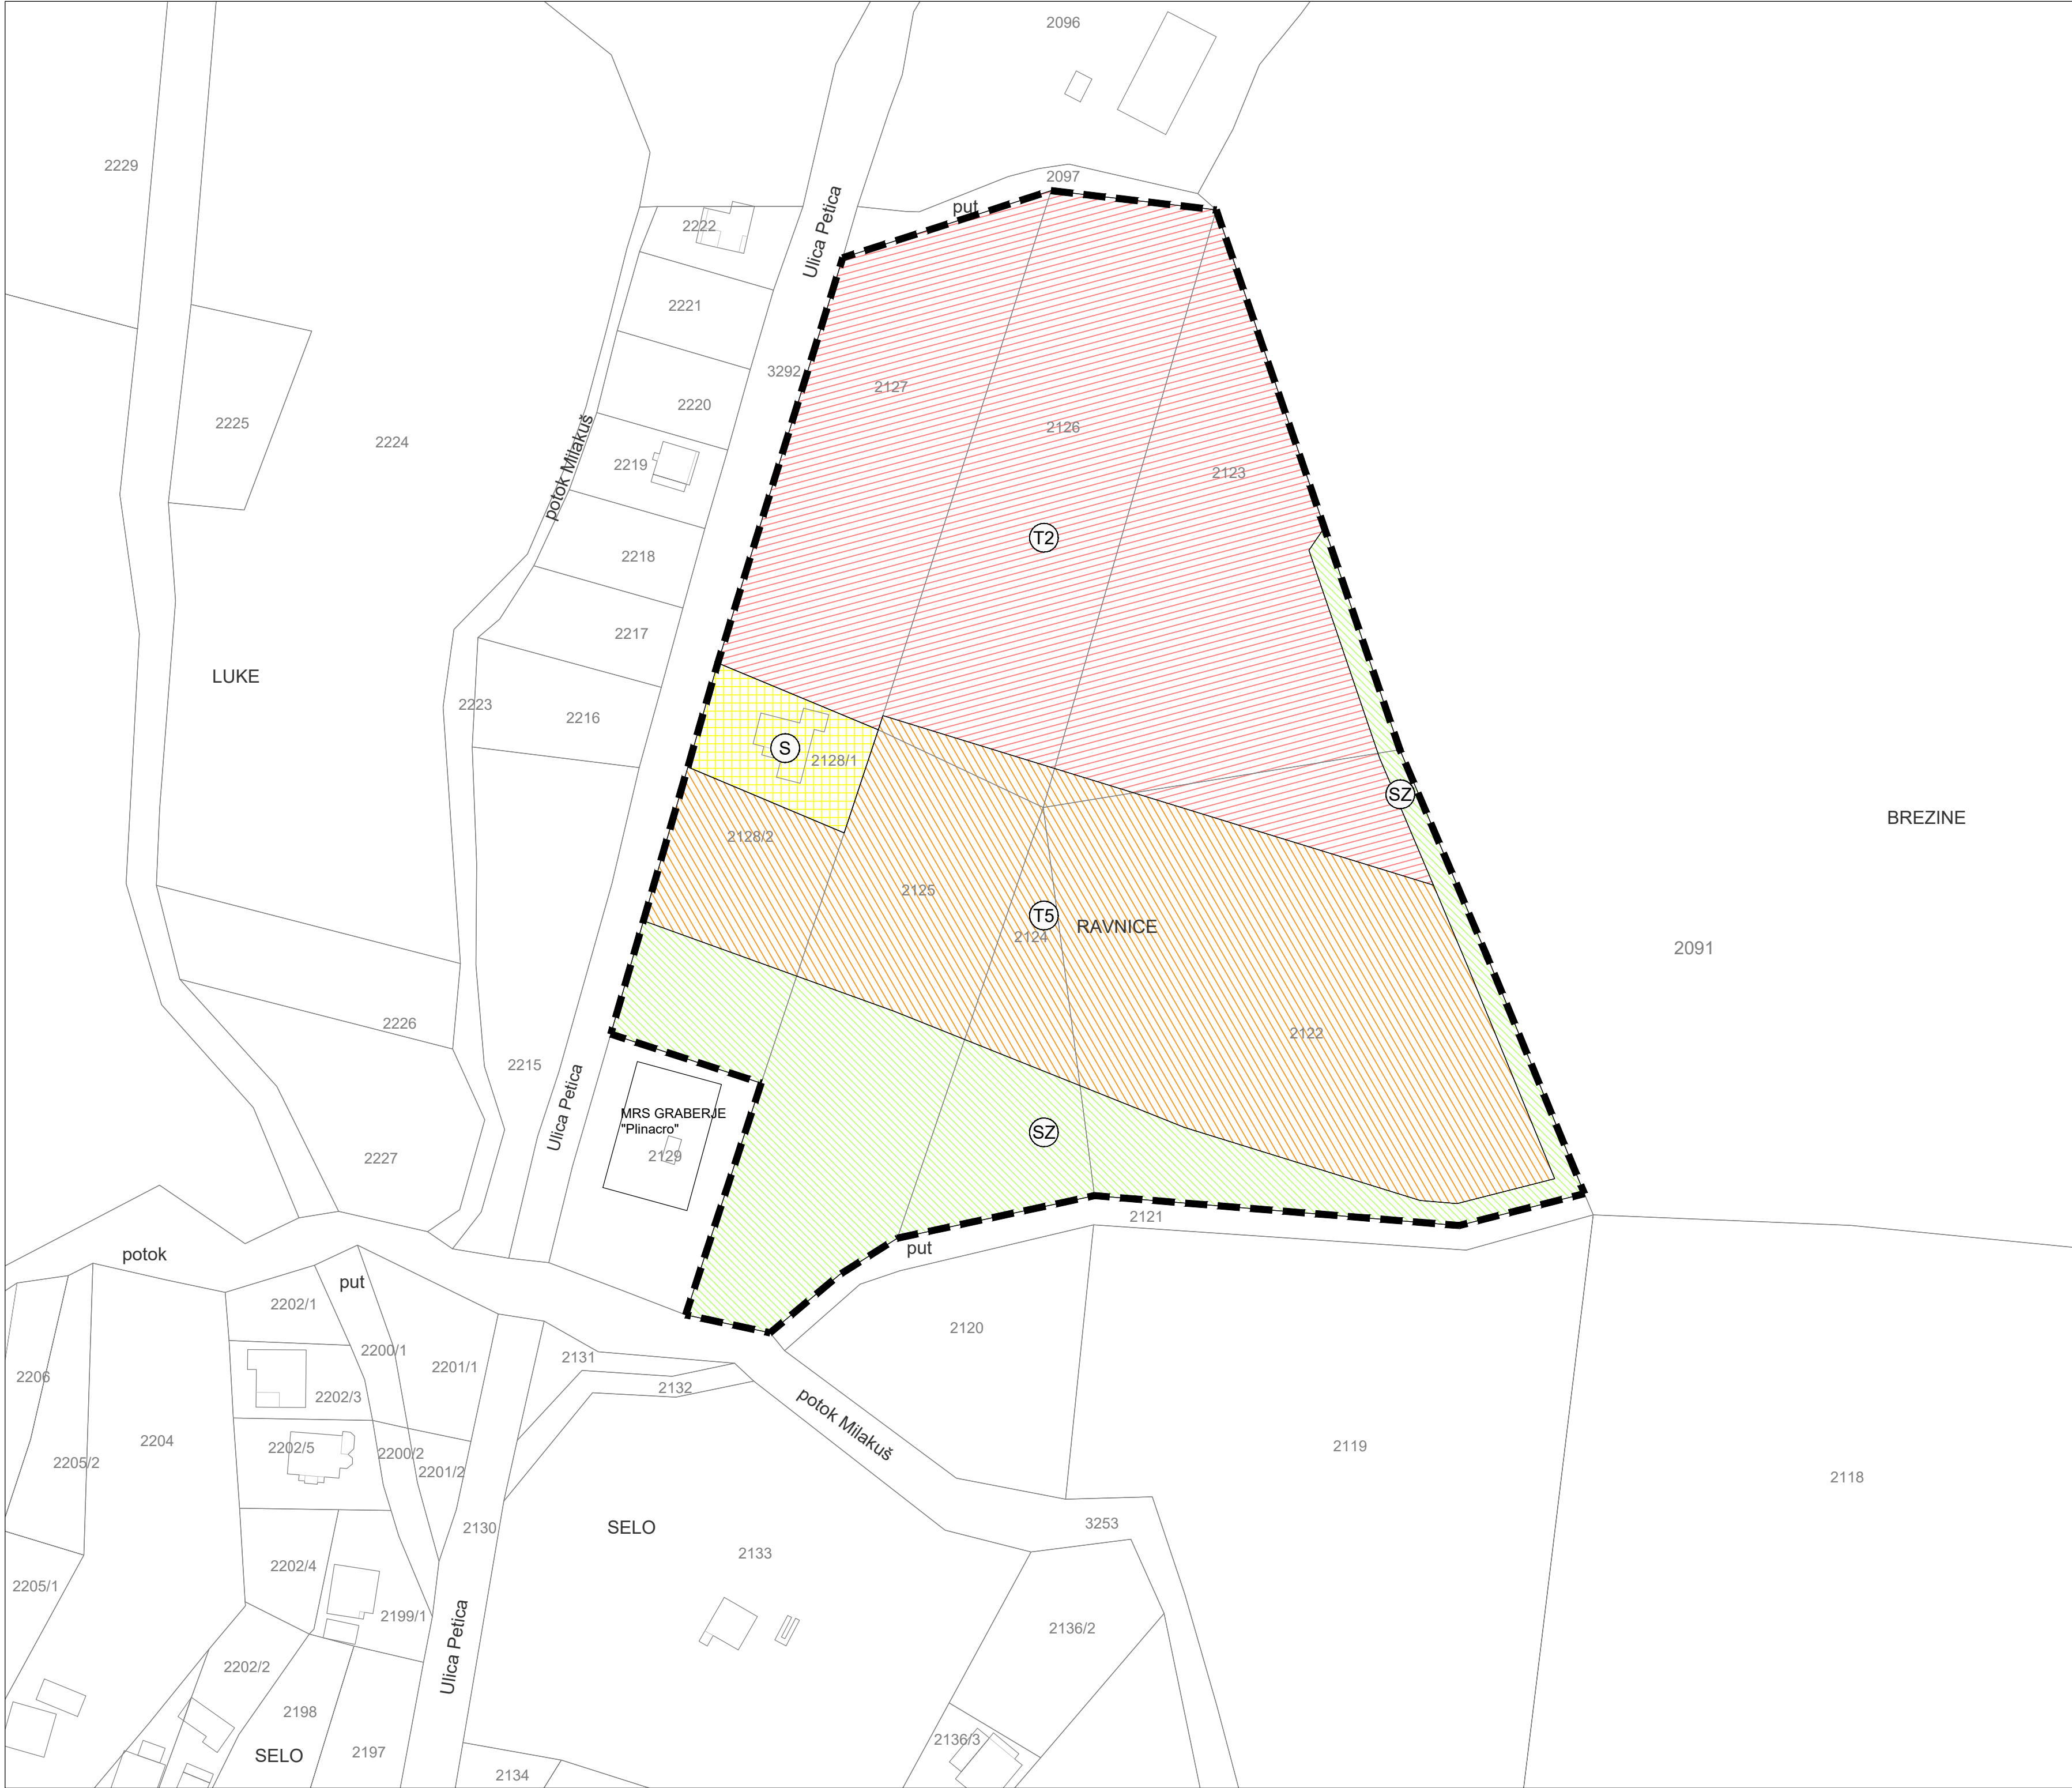 2096
2229
2097
put
2222
Ulica Petica
2221
3292
2127
2220
2225
2224
2126
2219
potok Milakuš
2123
T2
2218
2217
LUKE
2223
2216
S
2128/1
SZ
BREZINE
2128/2
2125
T5
RAVNICE
2124
2091
2226
2122
2215
Ulica Petica
MRS GRABERJE
"Plinacro"
SZ
2129
2227
2121
put
potok
put
2202/1
2120
2200/1
2131
2201/1
2206
2132
2202/3
potok Milakuš
2204
2202/5
2119
2200/2
2205/2
2201/2
2118
3253
SELO
2130
2133
2202/4
2205/1
2199/1
2136/2
Ulica Petica
2202/2
2198
2136/3
SELO
2197
2134